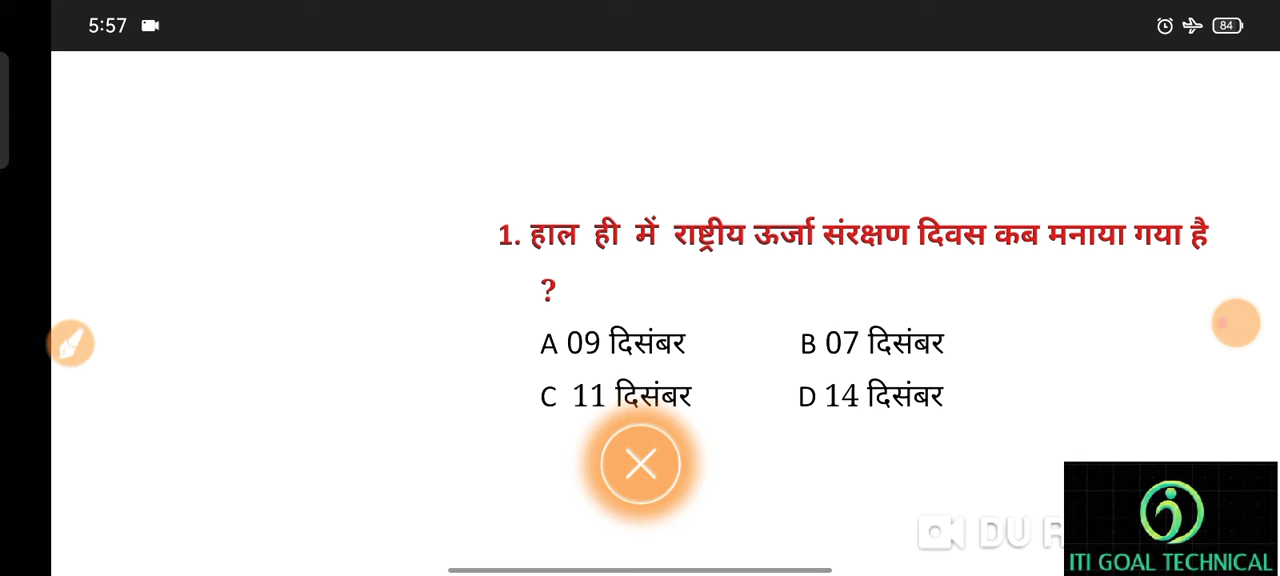 5:57
84
1. हाल ही में राष्ट्रीय ऊर्जा संरक्षण दिवस कब मनाया गया है
?
A 09 दिसंबर B 07 दिसंबर
C 11 दिसंबर D 14 दिसंबर
DU R
ITI GOAL TECHNICAL